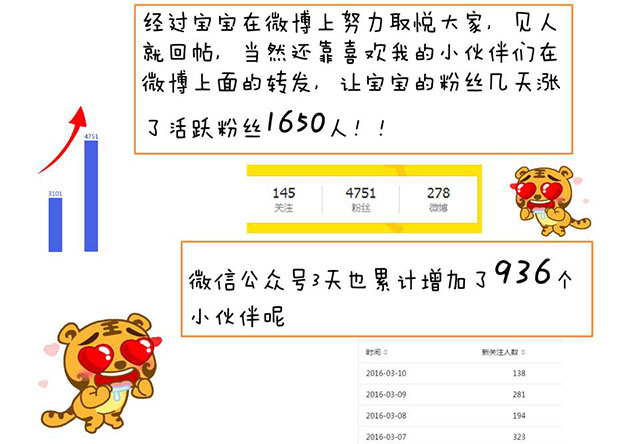 经过宝宝在微博上努力取悦大家，见人
就回帖，当然还靠喜欢我的小伙伴们在
微博上面的转发，让宝宝的粉丝几天涨
了活跃粉丝1650人！！
4751
3101
145 4751 278
关注 粉丝 微博
微信公众号3天也累计增加了936个
小伙伴呢
时间 新关注人数
2016-03-10 138
2016-03-09 281
2016-03-08 194
2016-03-07 323
王
王